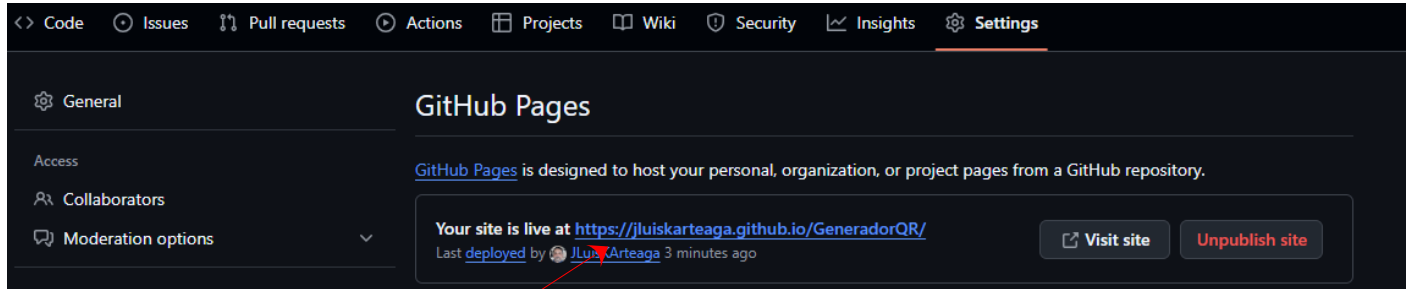 Code Issues Pull requests Actions Projects Wiki Security Insights Settings
General
GitHub Pages
Access
GitHub Pages is designed to host your personal, organization, or project pages from a GitHub repository.
Collaborators
Your site is live at https://jluiskarteaga.github.io/GeneradorQR/
Visit site
Unpublish site
Moderation options
Last deployed by JLuisKArteaga 3 minutes ago